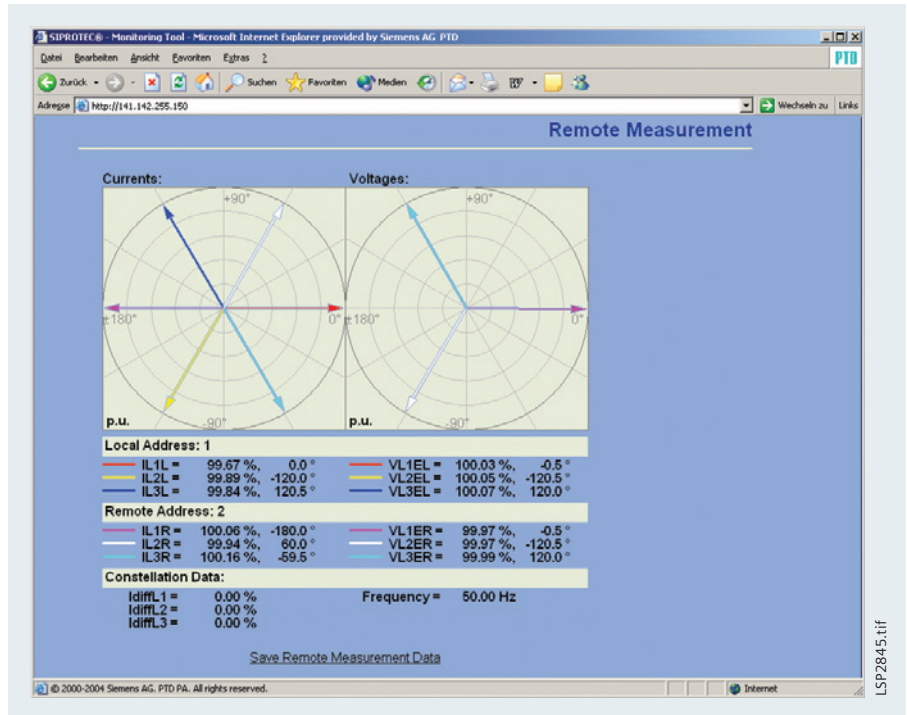 SIPROTEC® - Monitoring Tool - Microsoft Internet Explorer provided by Siemens AG PTD
Datei Bearbeiten Ansicht Favoriten Extras ?
PTD
Zurück Suchen Favoriten Medien
Adresse http://141.142.255.150 Wechseln zu Links
Remote Measurement
Currents: Voltages:
+90° +90°
±180° 0° ±180° 0°
-90° -90°
p.u. p.u.
Local Address: 1
IL1L = 99.67 %, 0.0 ° VL1EL = 100.03 %, -0.5 °
IL2L = 99.89 %, -120.0 ° VL2EL = 100.05 %, -120.5 °
IL3L = 99.84 %, 120.5 ° VL3EL = 100.07 %, 120.0 °
Remote Address: 2
IL1R = 100.06 %, -180.0 ° VL1ER = 99.97 %, -0.5 °
IL2R = 99.94 %, 60.0 ° VL2ER = 99.97 %, -120.5 °
IL3R = 100.16 %, -59.5 ° VL3ER = 99.99 %, 120.0 °
Constellation Data:
IdiffL1 = 0.00 % Frequency = 50.00 Hz
IdiffL2 = 0.00 %
IdiffL3 = 0.00 %
Save Remote Measurement Data
© 2000-2004 Siemens AG. PTD PA. All rights reserved. Internet
LSP2845.tif